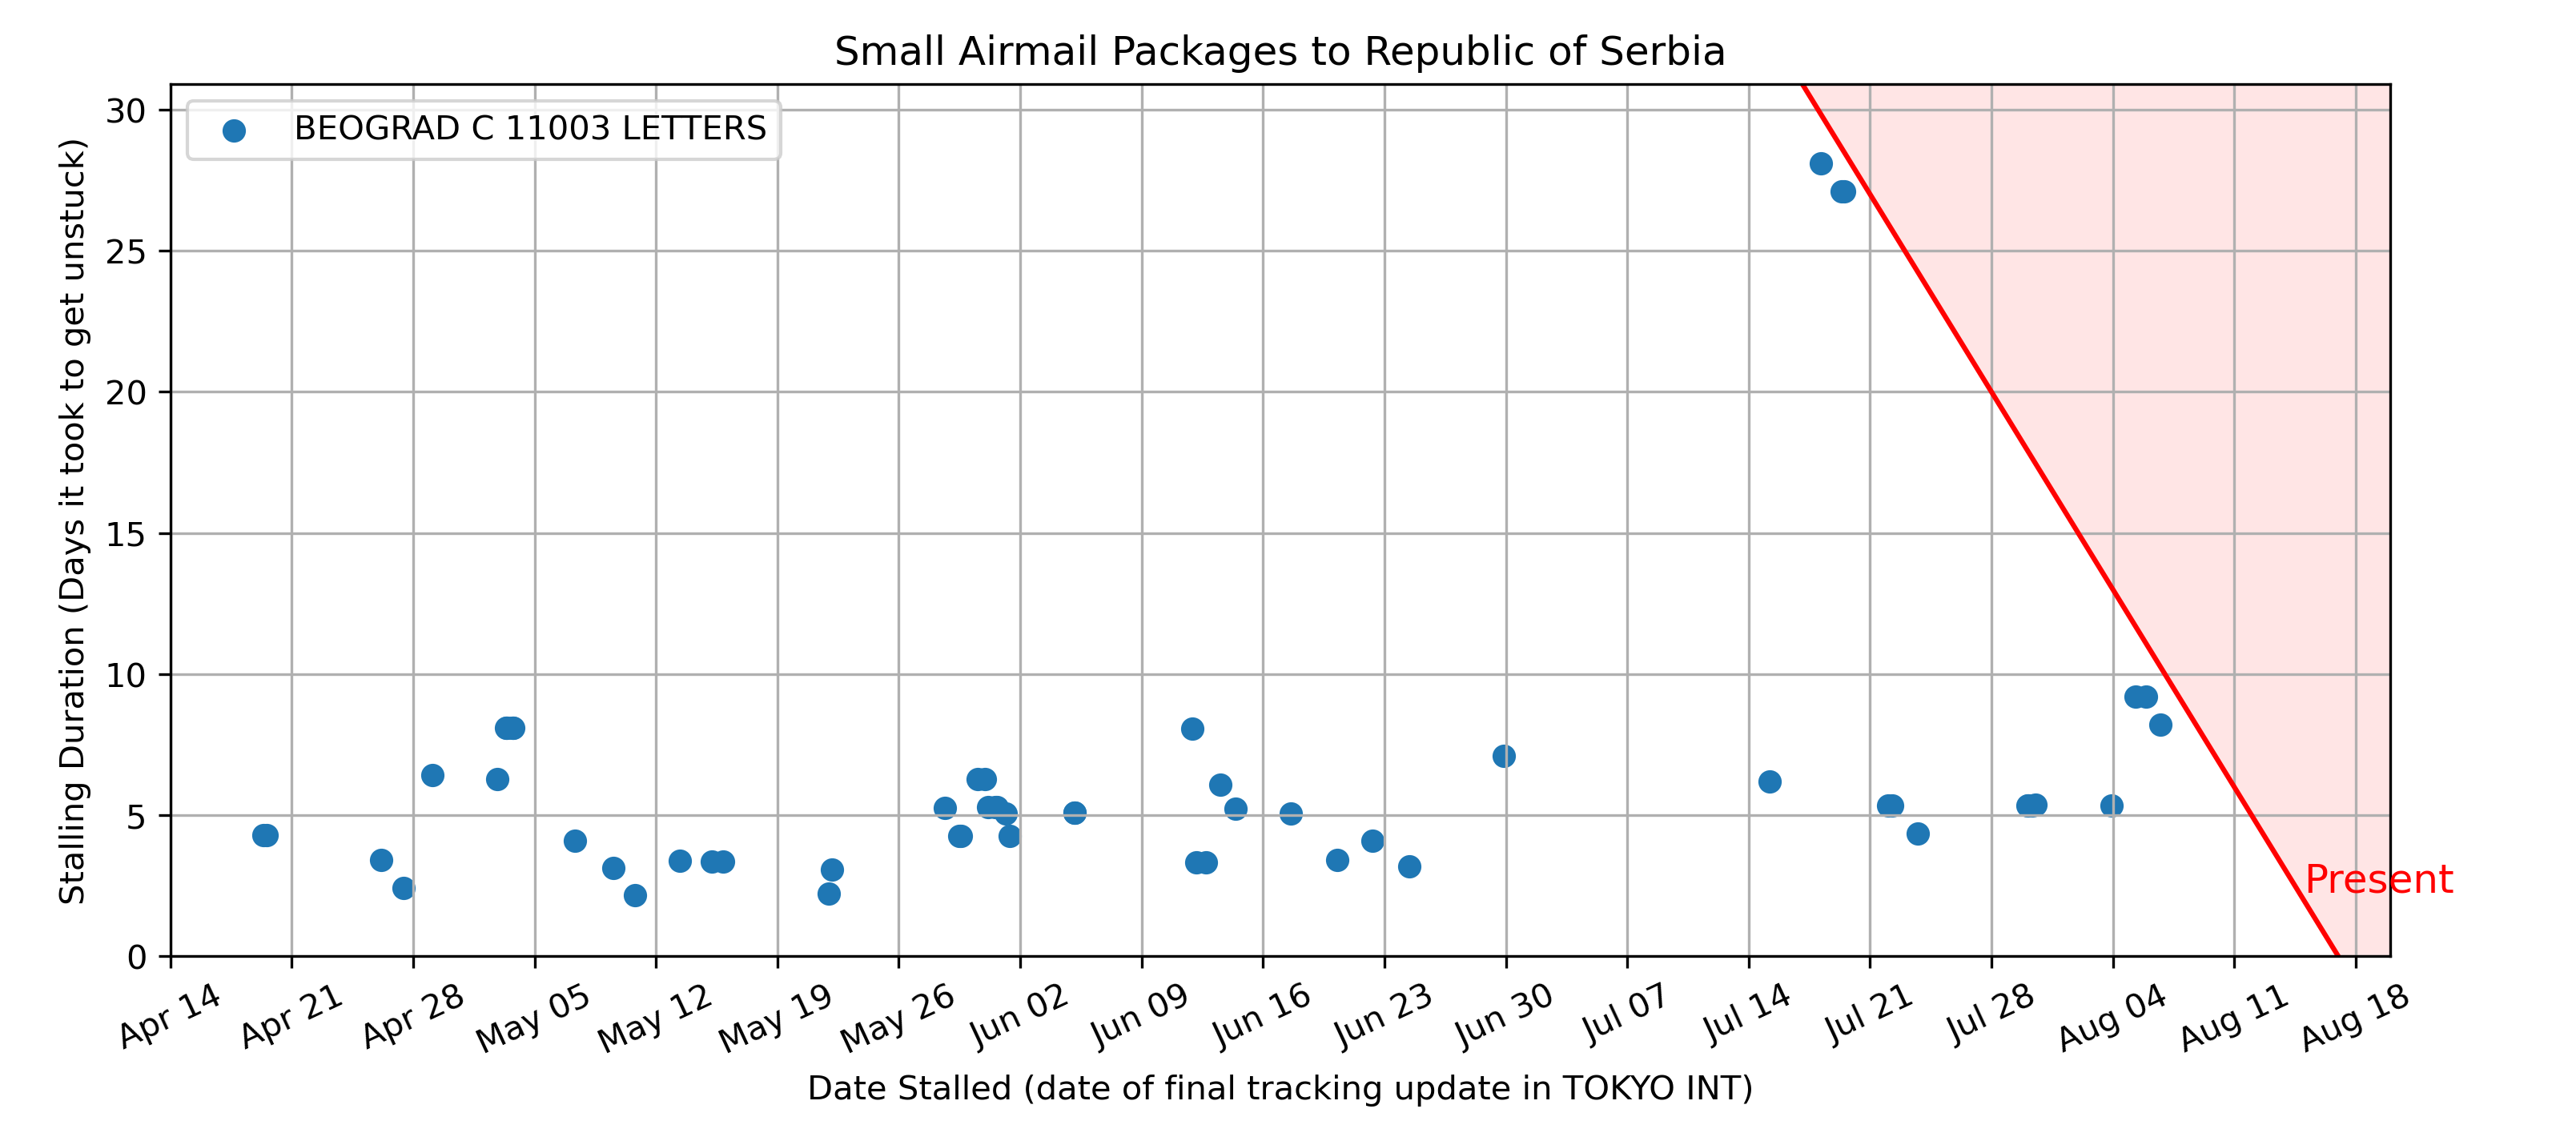 Small Airmail Packages to Republic of Serbia
BEOGRAD C 11003 LETTERS
Stalling Duration (Days it took to get unstuck)
30
25
20
15
10
5
0
Present
Apr 14
Apr 21
Apr 28
May 05
May 12
May 19
May 26
Jun 02
Jun 09
Jun 16
Jun 23
Jun 30
Jul 07
Jul 14
Jul 21
Jul 28
Aug 04
Aug 11
Aug 18
Date Stalled (date of final tracking update in TOKYO INT)